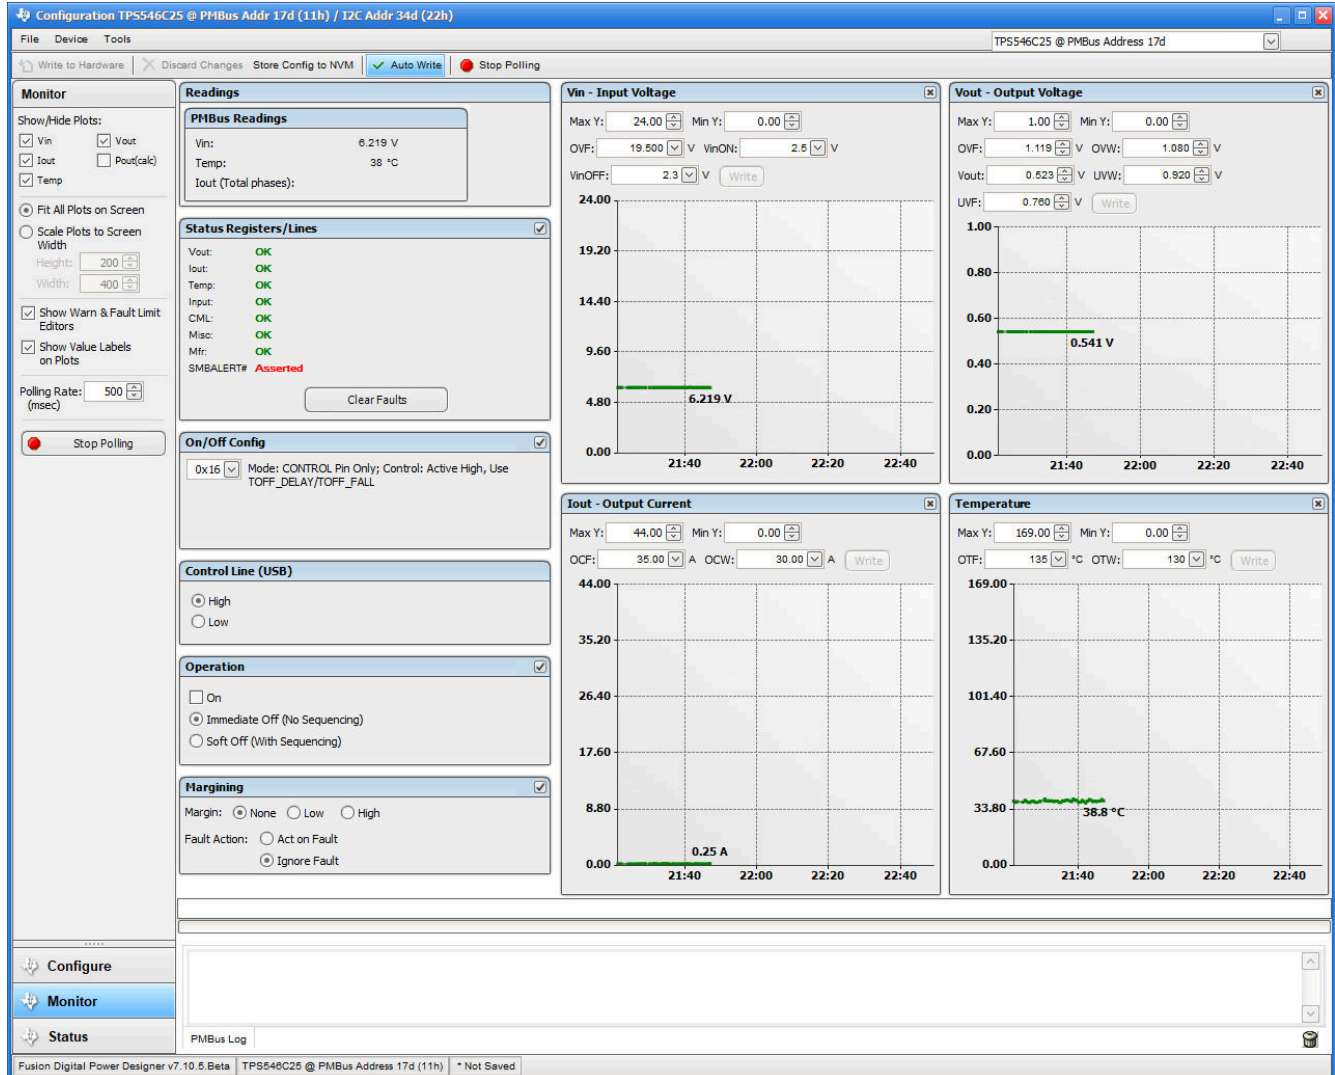 Configuration TPS546C25 @ PMBus Addr 17d (11h) / I2C Addr 34d (22h)
File Device Tools
TPS546C25 @ PMBus Address 17d
Write to Hardware Discard Changes Store Config to NVM Auto Write Stop Polling
Monitor
Show/Hide Plots:
Vin Vout
Iout Pout(calc)
Temp
Fit All Plots on Screen
Scale Plots to Screen
Width
Height: 200
Width: 400
Show Warn & Fault Limit
Editors
Show Value Labels
on Plots
Polling Rate: 500
(msec)
Stop Polling
Readings
PMBus Readings
Vin: 6.219 V
Temp: 38 °C
Iout (Total phases):
Status Registers/Lines
Vout: OK
Iout: OK
Temp: OK
Input: OK
CML: OK
Misc: OK
Mfr: OK
SMBALERT# Asserted
Clear Faults
On/Off Config
0x16 Mode: CONTROL Pin Only; Control: Active High, Use
TOFF_DELAY/TOFF_FALL
Control Line (USB)
High
Low
Operation
On
Immediate Off (No Sequencing)
Soft Off (With Sequencing)
Margining
Margin: None Low High
Fault Action: Act on Fault
Ignore Fault
Vin - Input Voltage
Max Y: 24.00 Min Y: 0.00
OVF: 19.500 V VinON: 2.5 V
VinOFF: 2.3 V Write
24.00
19.20
14.40
9.60
4.80
0.00
6.219 V
21:40 22:00 22:20 22:40
Vout - Output Voltage
Max Y: 1.00 Min Y: 0.00
OVF: 1.119 V OVW: 1.080 V
Vout: 0.523 V UVW: 0.920 V
UVF: 0.760 V Write
1.00
0.80
0.60
0.40
0.20
0.00
0.541 V
21:40 22:00 22:20 22:40
Iout - Output Current
Max Y: 44.00 Min Y: 0.00
OCF: 35.00 A OCW: 30.00 A Write
44.00
35.20
26.40
17.60
8.80
0.00
0.25 A
21:40 22:00 22:20 22:40
Temperature
Max Y: 169.00 Min Y: 0.00
OTF: 135 °C OTW: 130 °C Write
169.00
135.20
101.40
67.60
33.80
0.00
38.8 °C
21:40 22:00 22:20 22:40
Configure
Monitor
Status
PMBus Log
Fusion Digital Power Designer v7.10.5.Beta TPS546C25 @ PMBus Address 17d (11h) * Not Saved